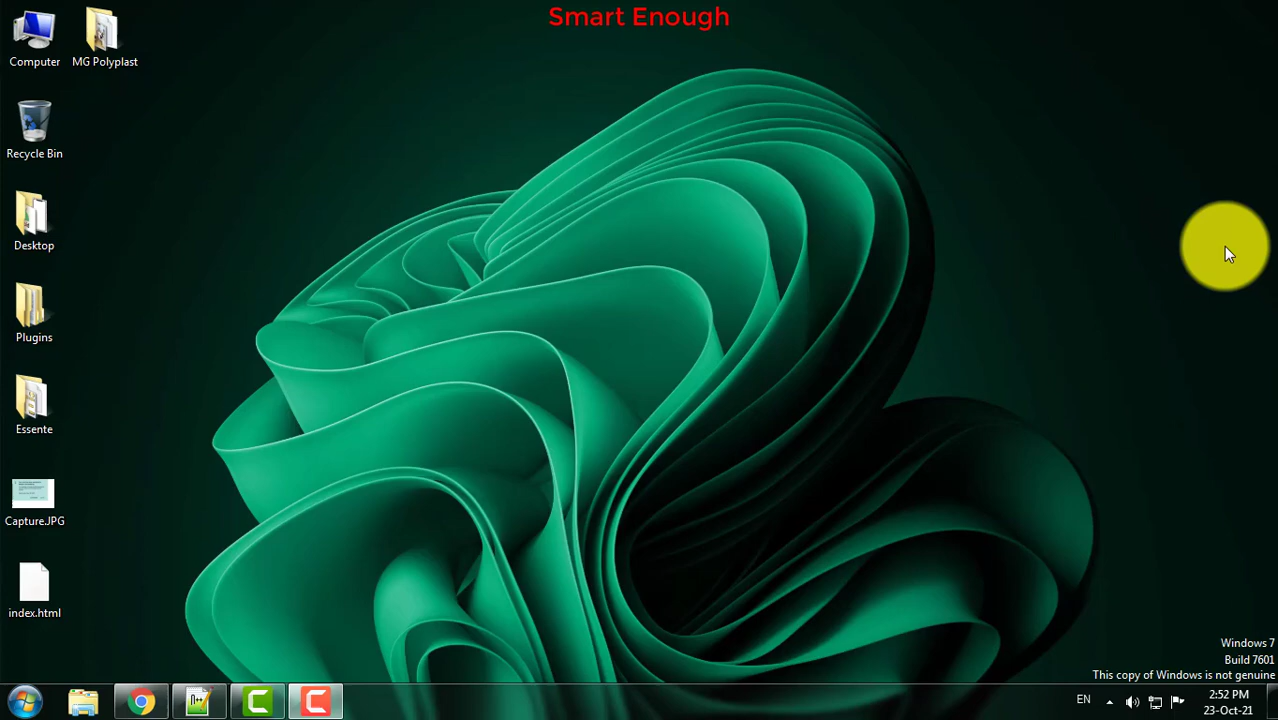 Smart Enough
Computer
MG Polyplast
Recycle Bin
Desktop
Plugins
Essente
Capture.JPG
index.html
Windows 7
Build 7601
This copy of Windows is not genuine
EN
2:52 PM
23-Oct-21